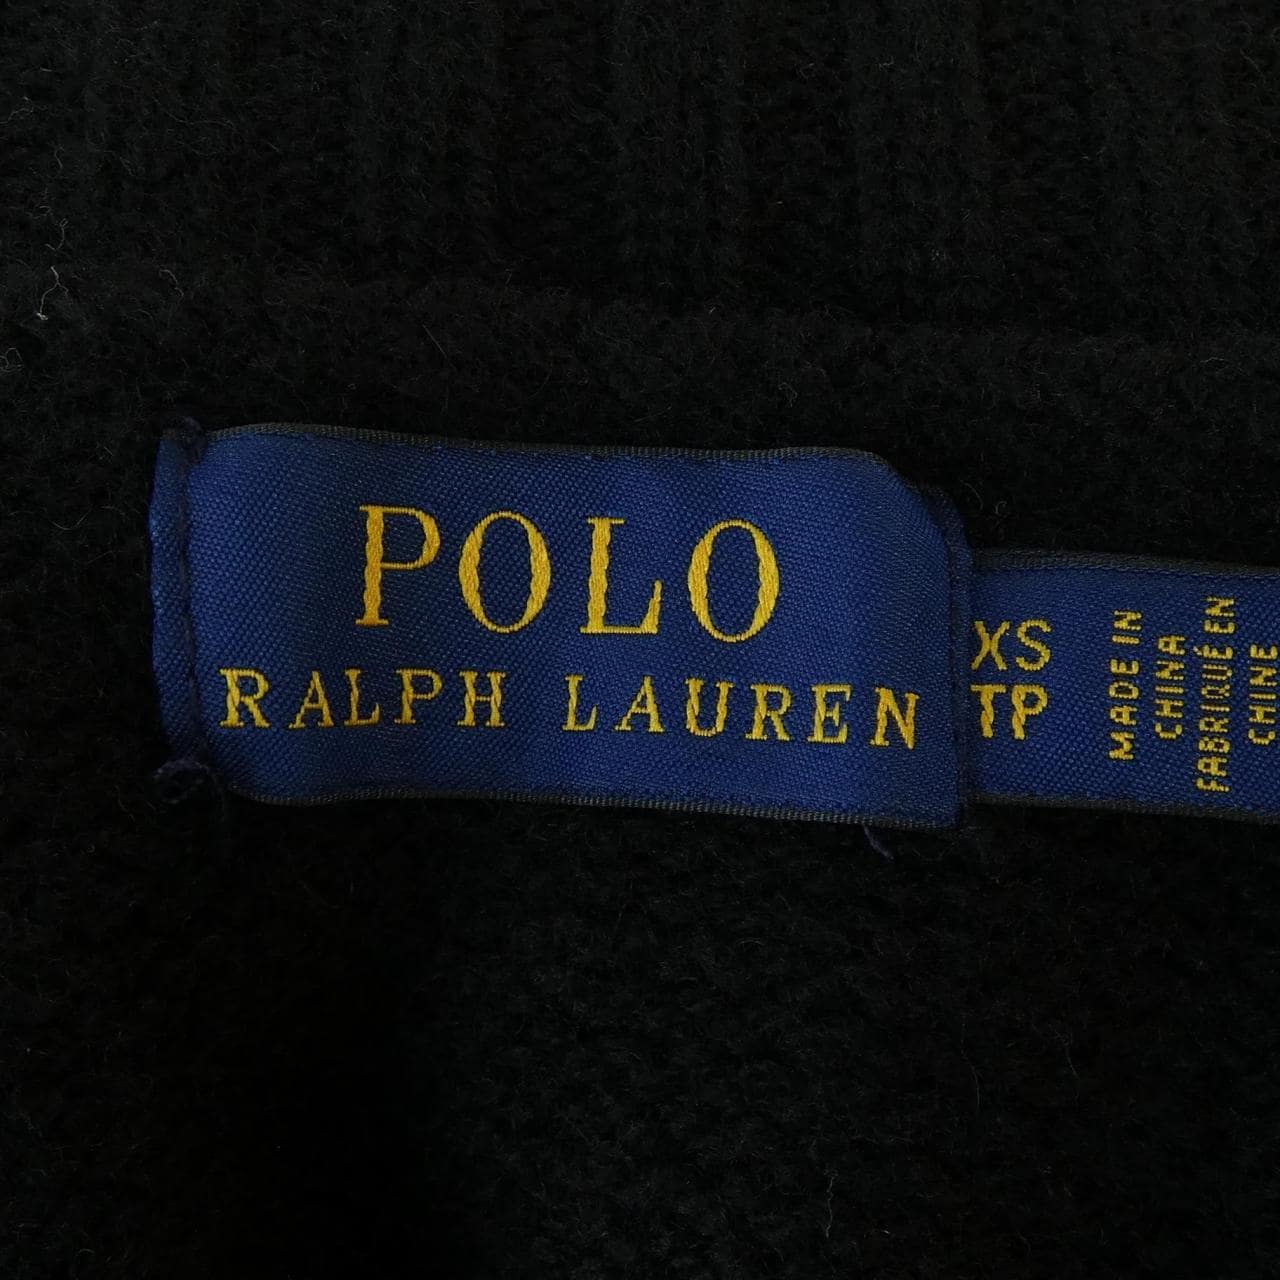 POLO
RALPH LAUREN
XS
TP
MADE IN
CHINA
FABRIQUÉ EN
CHINE